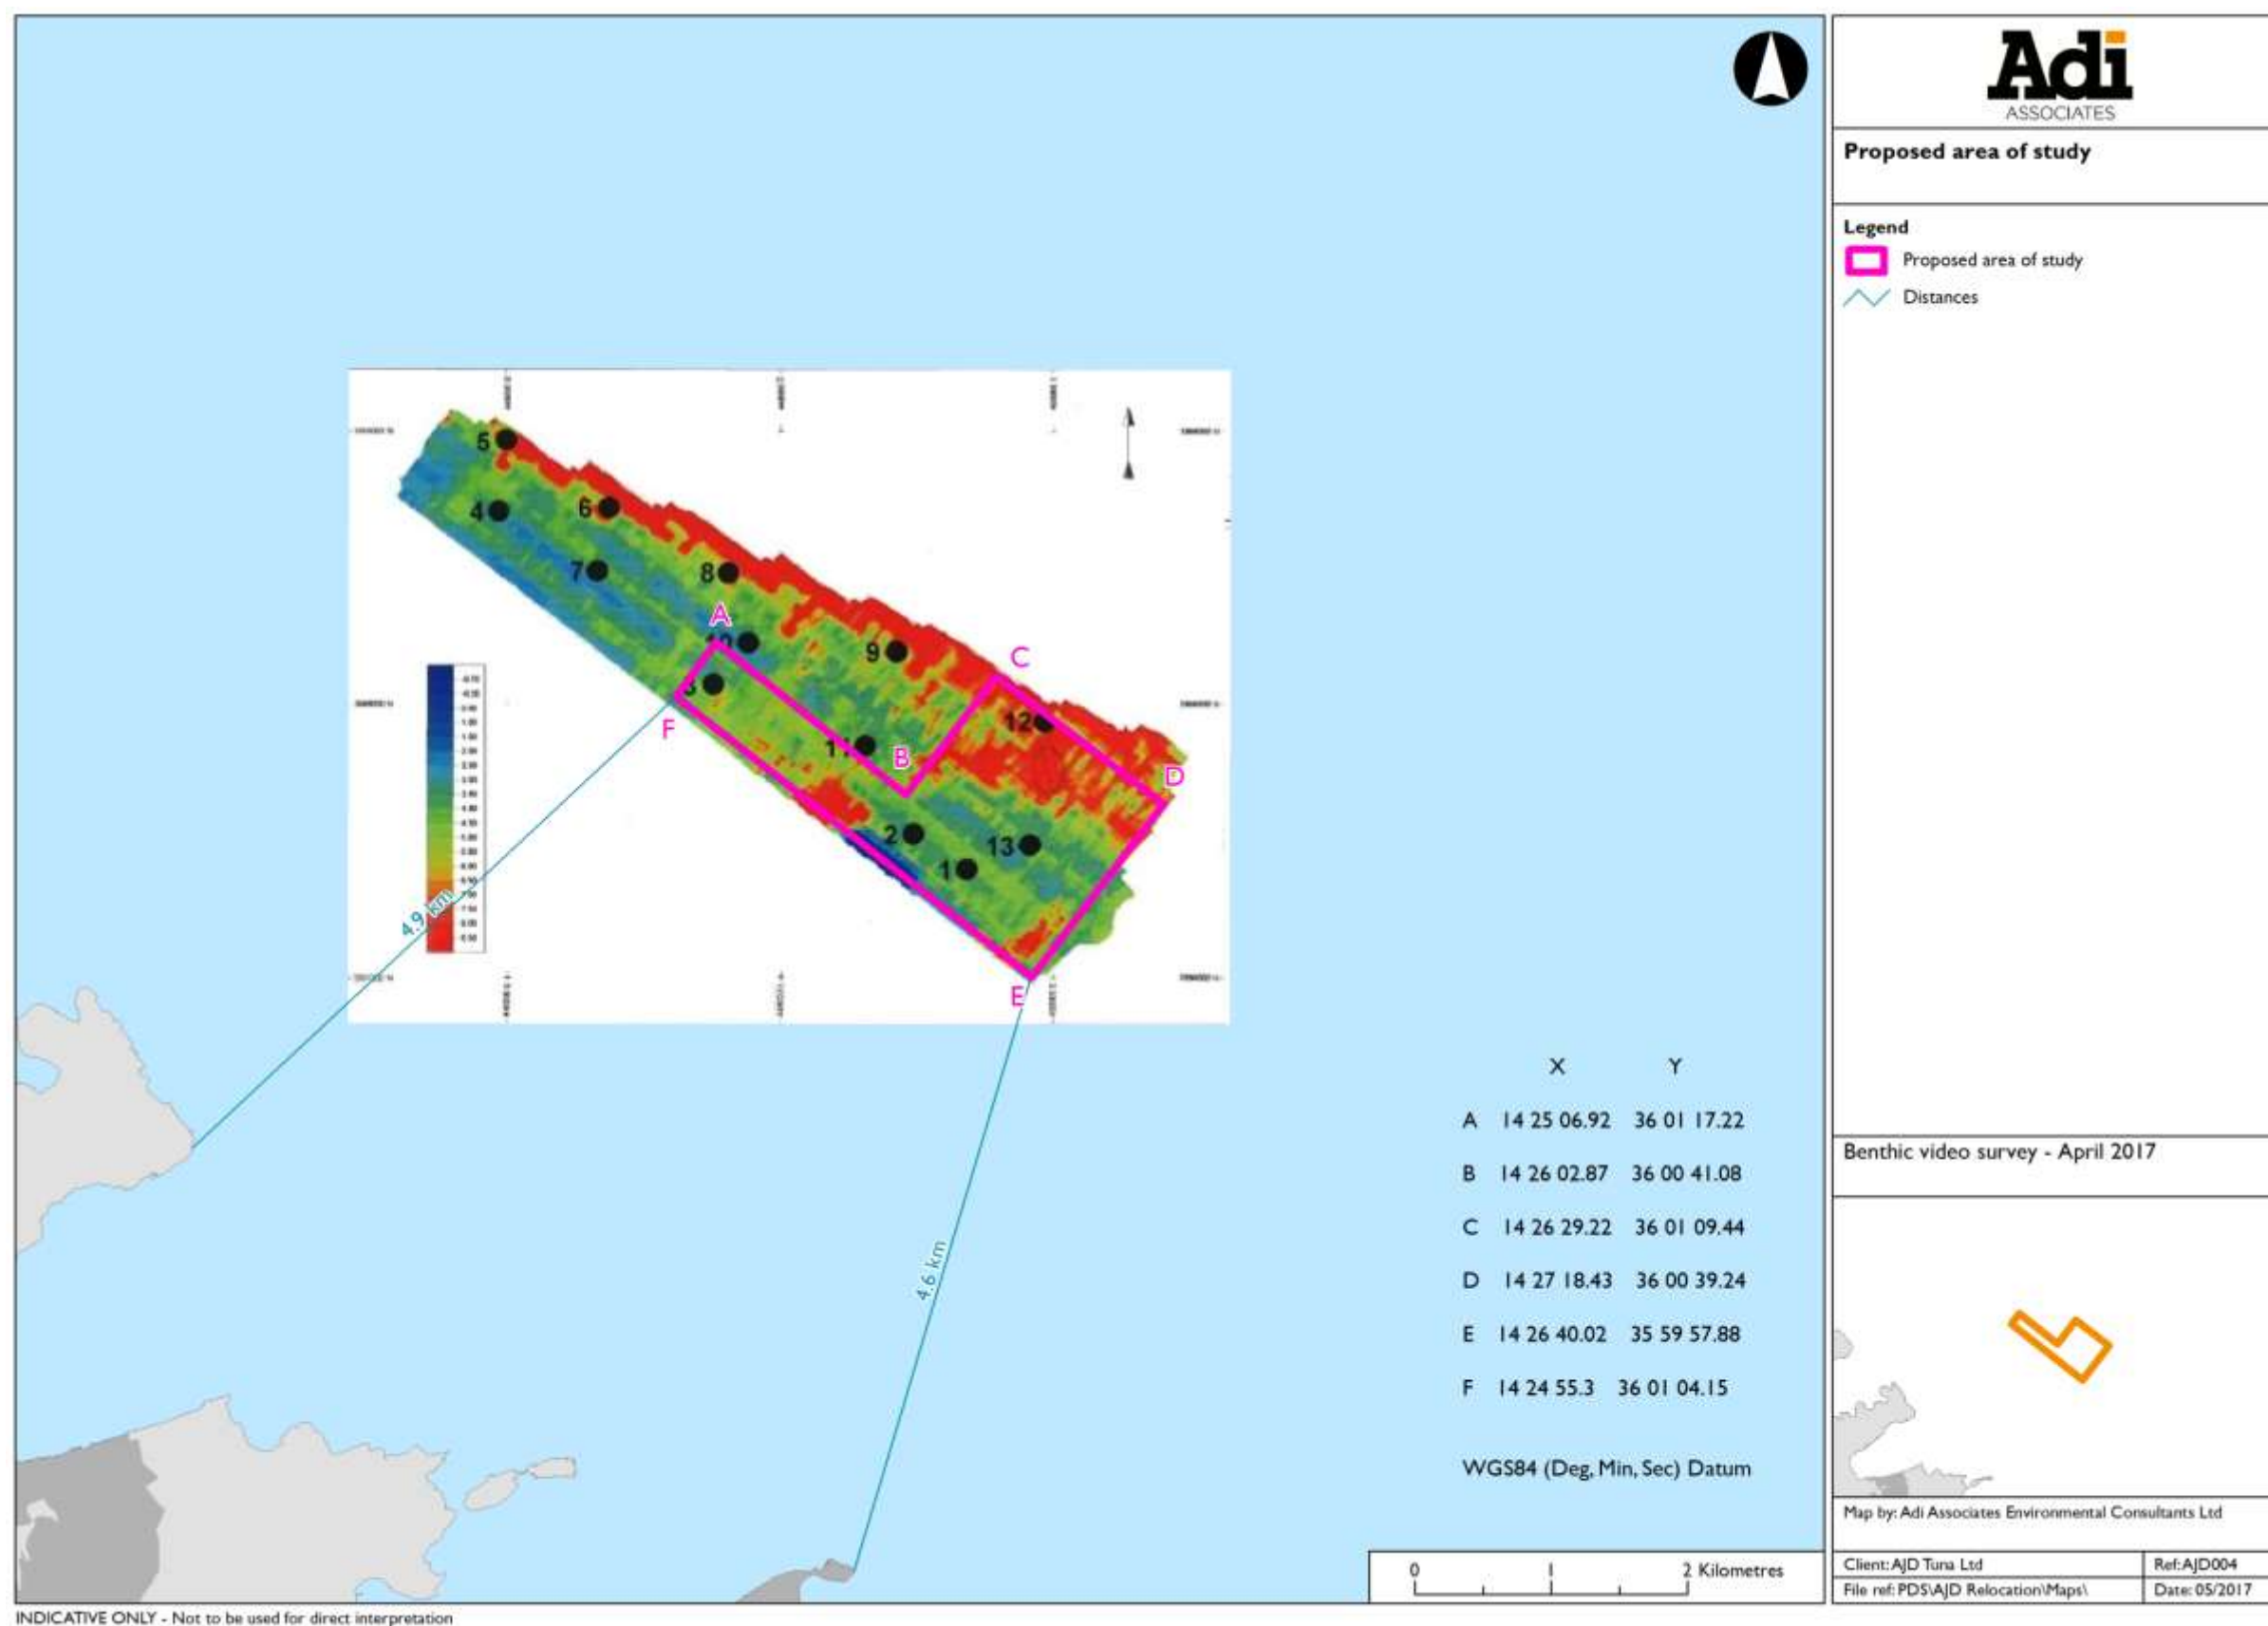 Adi
ASSOCIATES
Proposed area of study
Legend
Proposed area of study
Distances
5
4
6
7
8
A
10
9
C
3
12
F
11
B
D
2
13
1
E
4.9 km
4.6 km
X Y
A 14 25 06.92 36 01 17.22
B 14 26 02.87 36 00 41.08
C 14 26 29.22 36 01 09.44
D 14 27 18.43 36 00 39.24
E 14 26 40.02 35 59 57.88
F 14 24 55.3 36 01 04.15
WGS84 (Deg, Min, Sec) Datum
0 1 2 Kilometres
Benthic video survey - April 2017
Map by: Adi Associates Environmental Consultants Ltd
Client: AJD Tuna Ltd
Ref: AJD004
File ref: PDS\AJD Relocation\Maps\
Date: 05/2017
INDICATIVE ONLY - Not to be used for direct interpretation